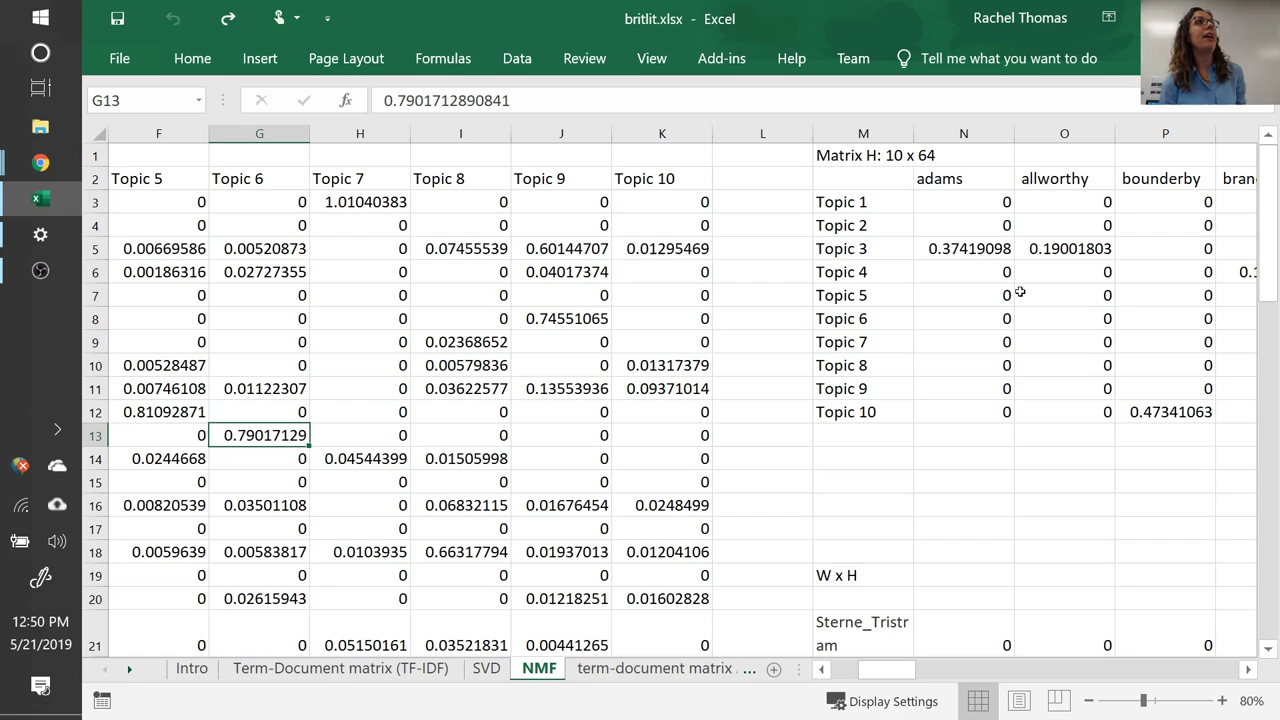 britlit.xlsx - Excel
Rachel Thomas
File Home Insert Page Layout Formulas Data Review View Add-ins Help Team Tell me what you want to do
G13 fx 0.7901712890841
F G H I J K L M N O P
1 Matrix H: 10 x 64
2 Topic 5 Topic 6 Topic 7 Topic 8 Topic 9 Topic 10 adams allworthy bounderby bran
3 0 0 1.01040383 0 0 0 Topic 1 0 0 0
4 0 0 0 0 0 0 Topic 2 0 0 0
5 0.00669586 0.00520873 0 0.07455539 0.60144707 0.01295469 Topic 3 0.37419098 0.19001803 0
6 0.00186316 0.02727355 0 0 0.04017374 0 Topic 4 0 0 0 0.1
7 0 0 0 0 0 0 Topic 5 0 0 0
8 0 0 0 0 0.74551065 0 Topic 6 0 0 0
9 0 0 0 0.02368652 0 0 Topic 7 0 0 0
10 0.00528487 0 0 0.00579836 0 0.01317379 Topic 8 0 0 0
11 0.00746108 0.01122307 0 0.03622577 0.13553936 0.09371014 Topic 9 0 0 0
12 0.81092871 0 0 0 0 0 Topic 10 0 0 0.47341063
13 0 0.79017129 0 0 0 0
14 0.0244668 0 0.04544399 0.01505998 0 0
15 0 0 0 0 0 0
16 0.00820539 0.03501108 0 0.06832115 0.01676454 0.0248499
17 0 0 0 0 0 0
18 0.0059639 0.00583817 0.0103935 0.66317794 0.01937013 0.01204106
19 0 0 0 0 0 0 W x H
20 0 0.02615943 0 0 0.01218251 0.01602828
Sterne_Tristr
21 0 0 0.05150161 0.03521831 0.00441265 0 am 0 0 0
Intro Term-Document matrix (TF-IDF) SVD NMF term-document matrix ...
Display Settings 80%
12:50 PM
5/21/2019